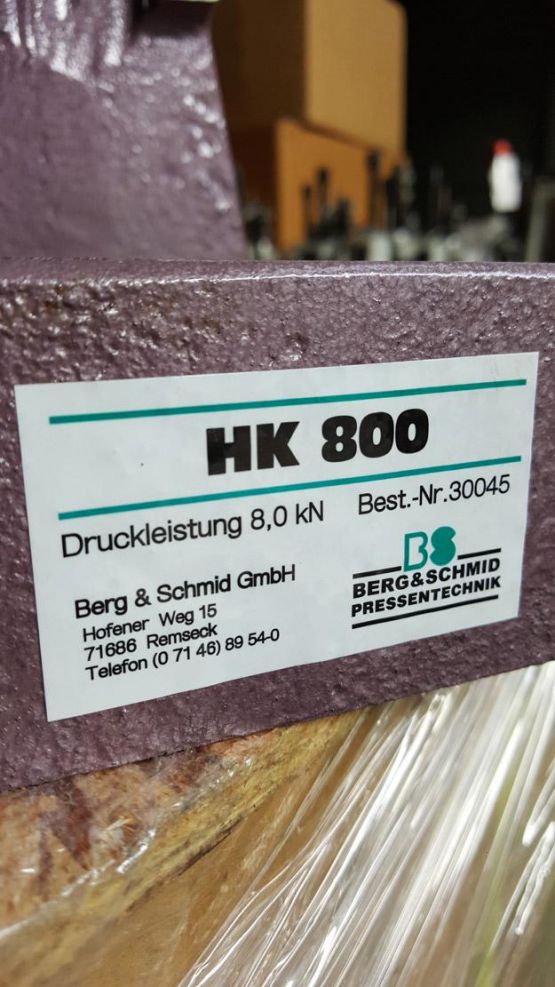 HK 800
Druckleistung 8,0 kN Best.-Nr.30045
Berg & Schmid GmbH
Hofener Weg 15
71686 Remseck
Telefon (0 71 46) 89 54-0
BS
BERG&SCHMID
PRESSENTECHNIK